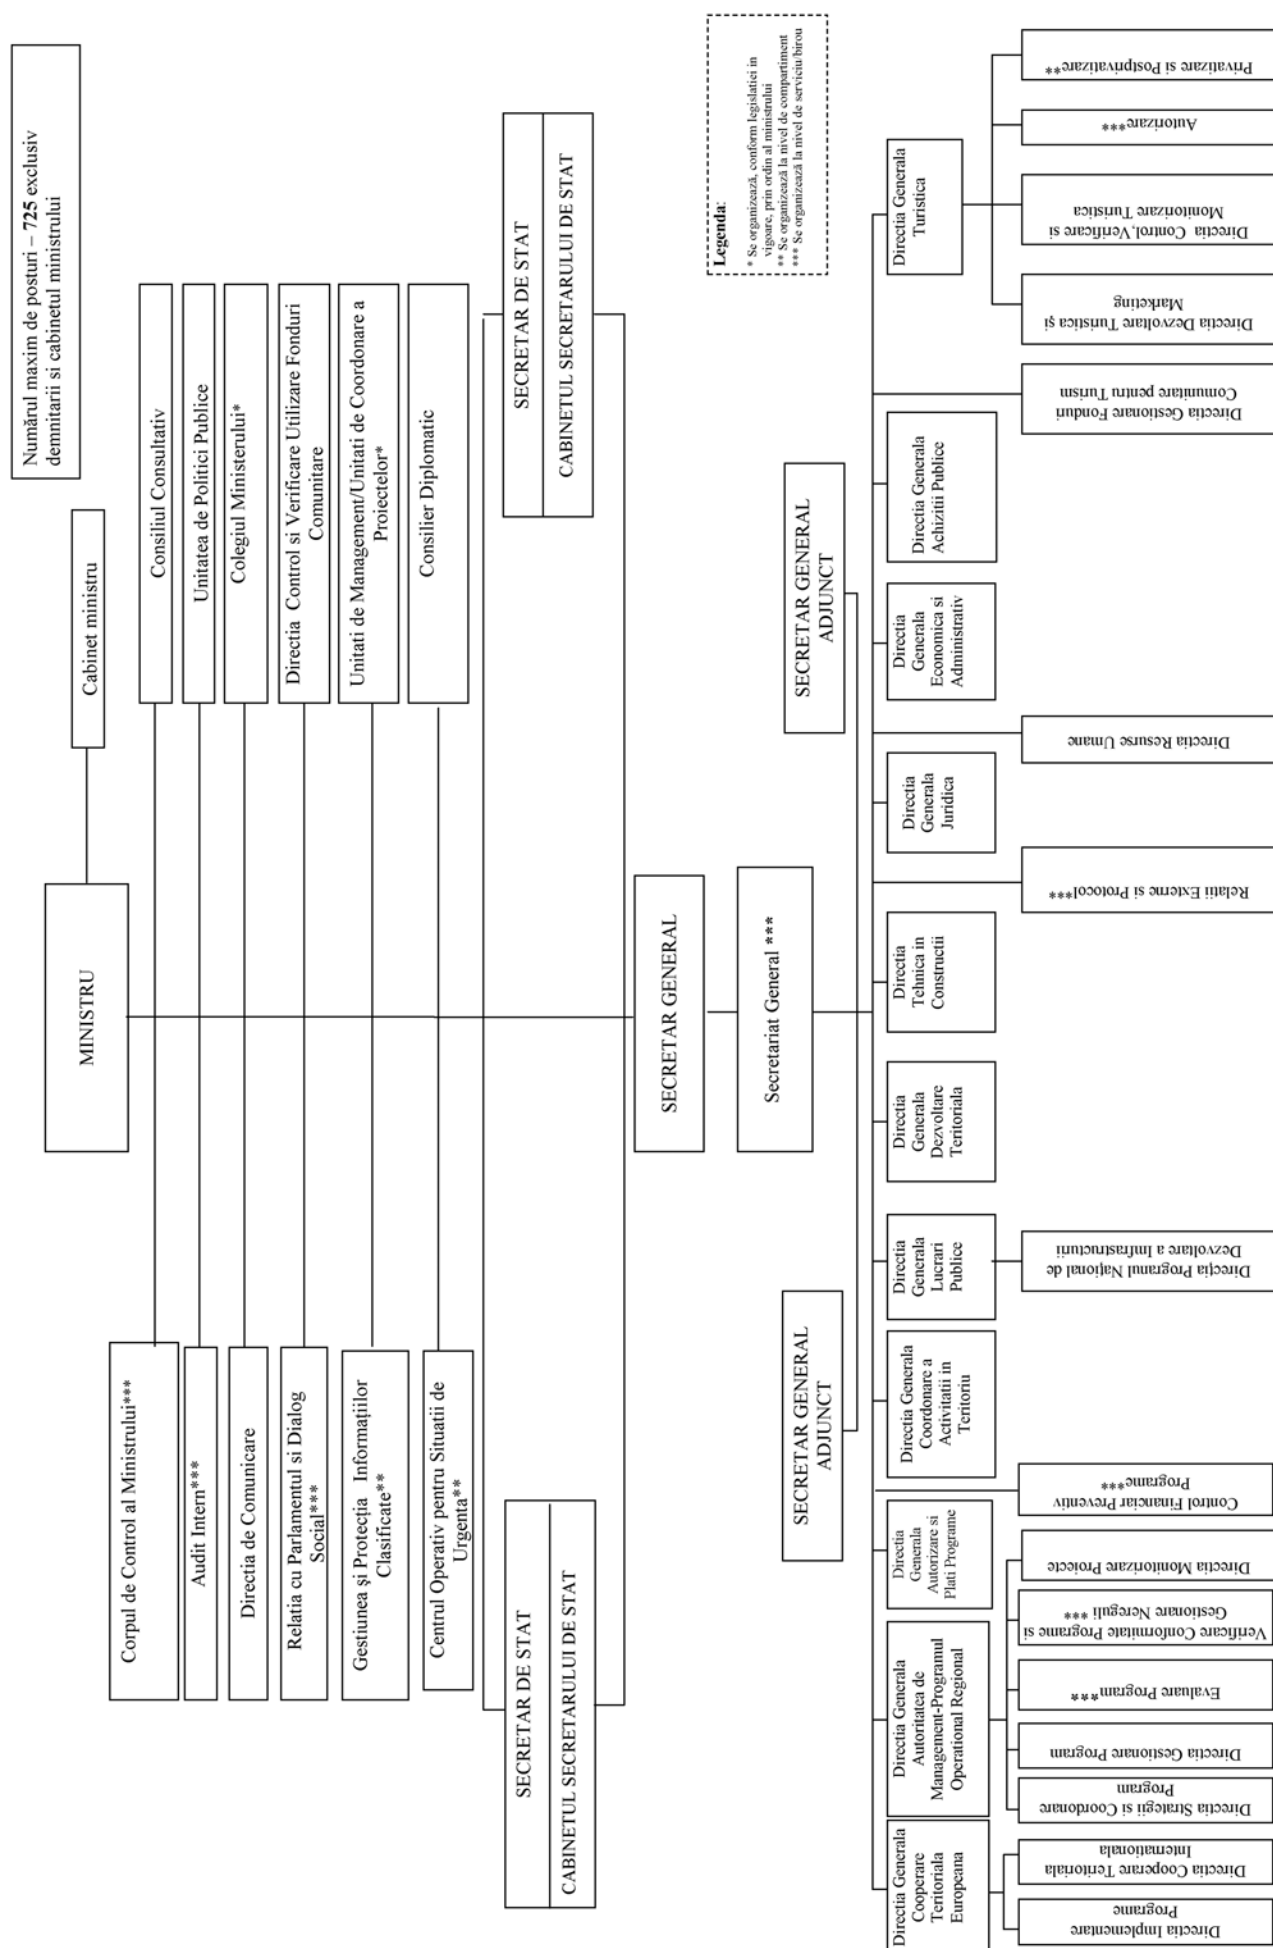 Numărul maxim de posturi – 725 exclusiv
demnitarii si cabinetul ministrului
MINISTRU
Cabinet ministru
Corpul de Control al Ministrului***
Audit Intern***
Directia de Comunicare
Relatia cu Parlamentul si Dialog
Social***
Gestiunea şi Protecţia Informaţiilor
Clasificate**
Centrul Operativ pentru Situatii de
Urgenta**
Consiliul Consultativ
Unitatea de Politici Publice
Colegiul Ministerului*
Directia Control si Verificare Utilizare Fonduri
Comunitare
Unitati de Management/Unitati de Coordonare a
Proiectelor*
Consilier Diplomatic
SECRETAR DE STAT
CABINETUL SECRETARULUI DE STAT
SECRETAR DE STAT
CABINETUL SECRETARULUI DE STAT
SECRETAR GENERAL
Secretariat General ***
SECRETAR GENERAL
ADJUNCT
SECRETAR GENERAL
ADJUNCT
Legenda:
* Se organizează, conform legislatiei in
vigoare, prin ordin al ministrului
** Se organizează la nivel de compartiment
*** Se organizează la nivel de serviciu/birou
Directia Generala
Cooperare
Teritoriala
Europeana
Directia Generala
Autoritatea de
Management-Programul
Operational Regional
Directia
Generala
Autorizare si
Plati Programe
Directia Generala
Coordonare a
Activitatii in
Teritoriu
Directia
Generala
Lucrari
Publice
Directia
Generala
Dezvoltare
Teritoriala
Directia
Tehnica in
Constructii
Directia
Generala
Juridica
Directia
Generala
Economica si
Administrativ
Directia Generala
Achizitii Publice
Directia Generala
Turistica
Directia Implementare
Programe
Directia Cooperare Teritoriala
Internationala
Directia Strategii si Coordonare
Program
Directia Gestionare Program
Evaluare Program***
Verificare Conformitate Programe si
Gestionare Nereguli ***
Directia Monitorizare Proiecte
Control Financiar Preventiv
Programe***
Direcţia Programul Naţional de
Dezvoltare a Imfrastructurii
Relatii Externe si Protocol***
Directia Resurse Umane
Directia Gestionare Fonduri
Comunitare pentru Turism
Directia Dezvoltare Turistica şi
Marketing
Directia Control,Verificare si
Monitorizare Turistica
Autorizare***
Privatizare si Postprivatizare**